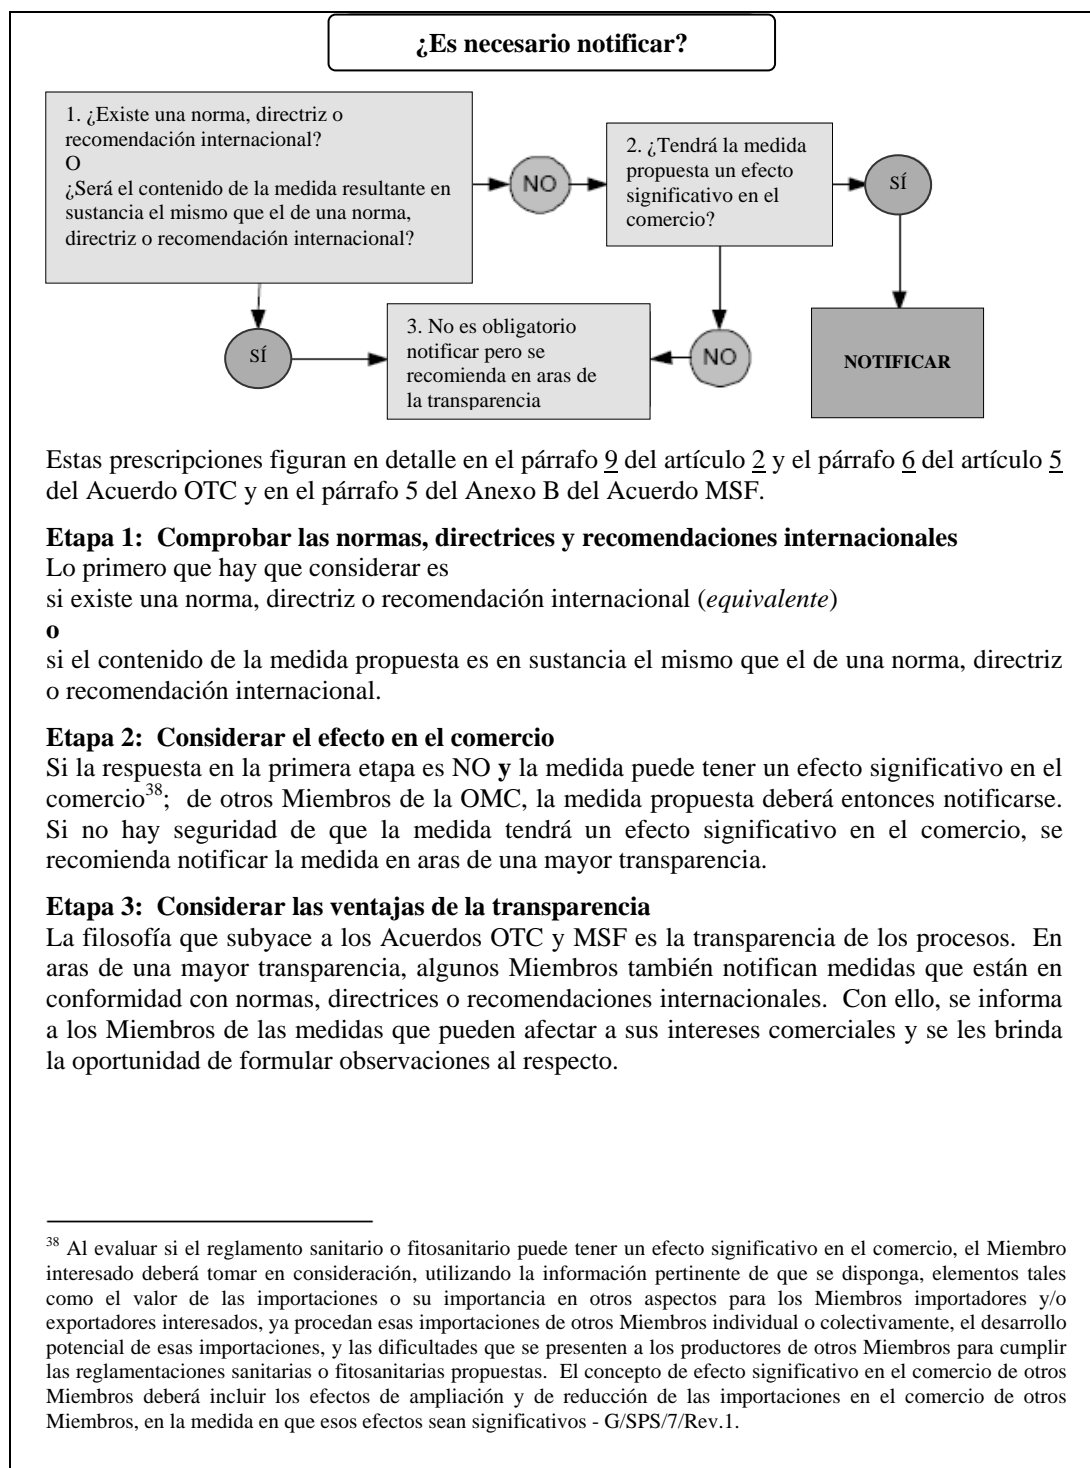 ¿Es necesario notificar?
1. ¿Existe una norma, directriz o
recomendación internacional?
O
¿Será el contenido de la medida resultante en
sustancia el mismo que el de una norma,
directriz o recomendación internacional?
NO
2. ¿Tendrá la medida
propuesta un efecto
significativo en el
comercio?
SÍ
SÍ
3. No es obligatorio
notificar pero se
recomienda en aras de
la transparencia
NO
NOTIFICAR
Estas prescripciones figuran en detalle en el párrafo 9 del artículo 2 y el párrafo 6 del artículo 5
del Acuerdo OTC y en el párrafo 5 del Anexo B del Acuerdo MSF.
Etapa 1: Comprobar las normas, directrices y recomendaciones internacionales
Lo primero que hay que considerar es
si existe una norma, directriz o recomendación internacional (equivalente)
o
si el contenido de la medida propuesta es en sustancia el mismo que el de una norma, directriz
o recomendación internacional.
Etapa 2: Considerar el efecto en el comercio
Si la respuesta en la primera etapa es NO y la medida puede tener un efecto significativo en el
comercio38; de otros Miembros de la OMC, la medida propuesta deberá entonces notificarse.
Si no hay seguridad de que la medida tendrá un efecto significativo en el comercio, se
recomienda notificar la medida en aras de una mayor transparencia.
Etapa 3: Considerar las ventajas de la transparencia
La filosofía que subyace a los Acuerdos OTC y MSF es la transparencia de los procesos. En
aras de una mayor transparencia, algunos Miembros también notifican medidas que están en
conformidad con normas, directrices o recomendaciones internacionales. Con ello, se informa
a los Miembros de las medidas que pueden afectar a sus intereses comerciales y se les brinda
la oportunidad de formular observaciones al respecto.
38 Al evaluar si el reglamento sanitario o fitosanitario puede tener un efecto significativo en el comercio, el Miembro
interesado deberá tomar en consideración, utilizando la información pertinente de que se disponga, elementos tales
como el valor de las importaciones o su importancia en otros aspectos para los Miembros importadores y/o
exportadores interesados, ya procedan esas importaciones de otros Miembros individual o colectivamente, el desarrollo
potencial de esas importaciones, y las dificultades que se presenten a los productores de otros Miembros para cumplir
las reglamentaciones sanitarias o fitosanitarias propuestas. El concepto de efecto significativo en el comercio de otros
Miembros deberá incluir los efectos de ampliación y de reducción de las importaciones en el comercio de otros
Miembros, en la medida en que esos efectos sean significativos - G/SPS/7/Rev.1.